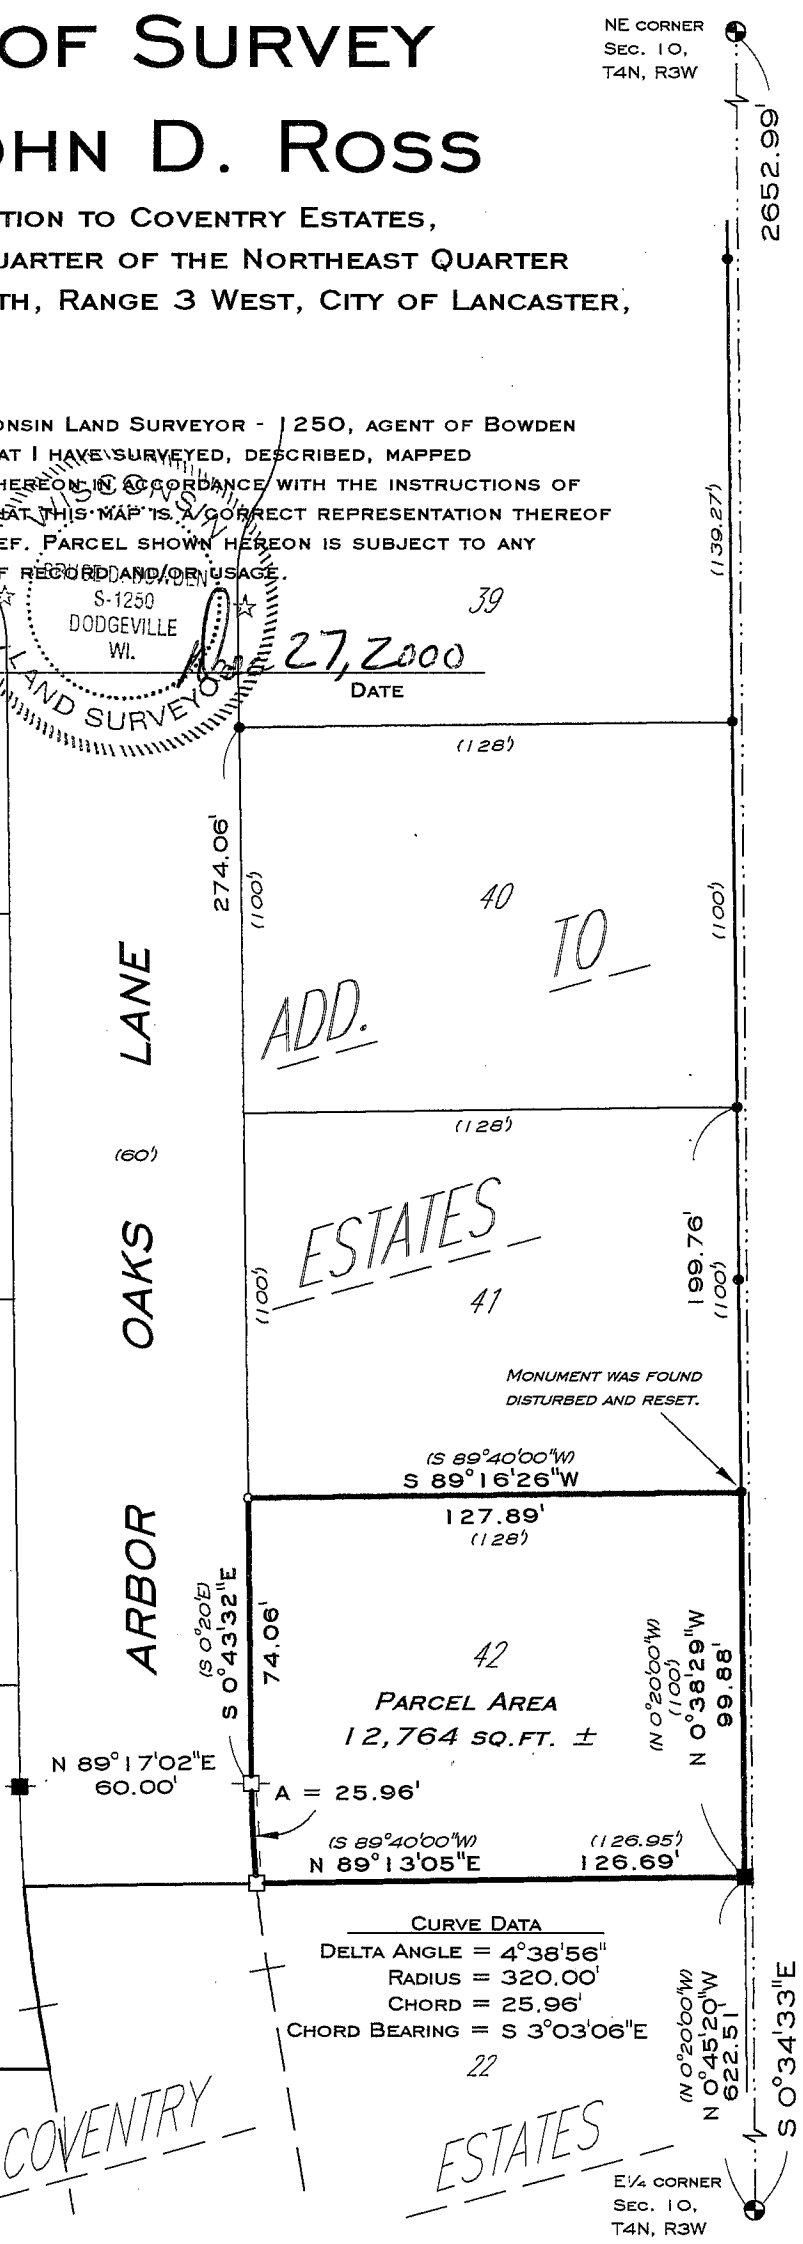 OF SURVEY
OHN D. ROSS
TION TO COVENTRY ESTATES,
UARTER OF THE NORTHEAST QUARTER
TH, RANGE 3 WEST, CITY OF LANCASTER,
NE CORNER
SEC. 10,
T4N, R3W
2652.99'
ONSIN LAND SURVEYOR - 1250, AGENT OF BOWDEN
AT I HAVE SURVEYED, DESCRIBED, MAPPED
HEREON IN ACCORDANCE WITH THE INSTRUCTIONS OF
HAT THIS MAP IS A CORRECT REPRESENTATION THEREOF
EF. PARCEL SHOWN HEREON IS SUBJECT TO ANY
F RECORD AND/OR USAGE.
WISCONSIN
S-1250
DODGEVILLE
WI.
LAND SURVEYOR
27, 2000
DATE
(139.27')
39
(128')
274.06'
(100')
40
(100')
ADD. TO
LANE
(60')
(128')
ESTATES
OAKS
(100')
41
199.76'
(100')
MONUMENT WAS FOUND
DISTURBED AND RESET.
(S 89°40'00"W)
S 89°16'26"W
127.89'
(128')
ARBOR
(S 0°20'E)
S 0°43'32"E
74.06'
42
PARCEL AREA
12,764 SQ.FT. ±
(N 0°20'00"W)
(100')
N 0°38'29"W
99.88'
N 89°17'02"E
60.00'
A = 25.96'
(S 89°40'00"W)
N 89°13'05"E
(126.95')
126.69'
CURVE DATA
DELTA ANGLE = 4°38'56"
RADIUS = 320.00'
CHORD = 25.96'
CHORD BEARING = S 3°03'06"E
22
(N 0°20'00"W)
N 0°45'20"W
622.51'
S 0°34'33"E
COVENTRY
ESTATES
E1/4 CORNER
SEC. 10,
T4N, R3W